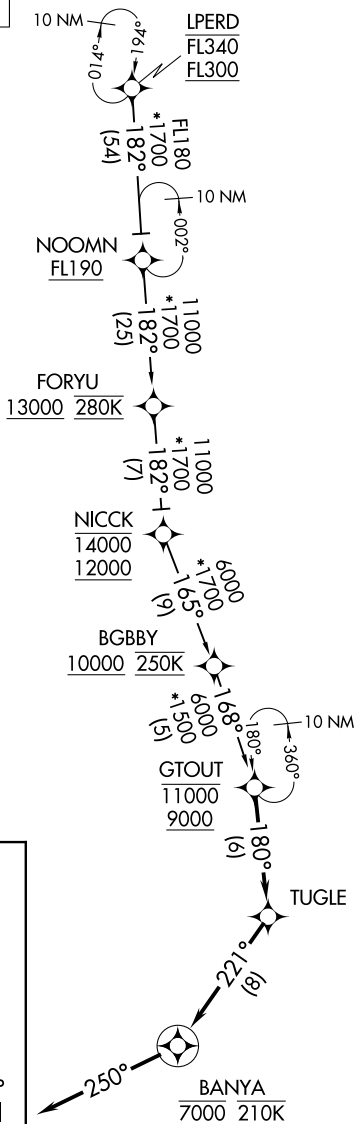 10 NM
014°
194°
LPERD
FL340
FL300
FL180
*1700
182°
(54)
10 NM
002°
NOOMN
FL190
11000
*1700
182°
(25)
FORYU
13000 280K
11000
*1700
182°
(7)
NICCK
14000
12000
6000
*1700
165°
(9)
BGBBY
10000 250K
168°
6000
*1500
(5)
10 NM
180°
360°
GTOUT
11000
9000
180°
(6)
TUGLE
221°
(8)
250°
BANYA
7000 210K